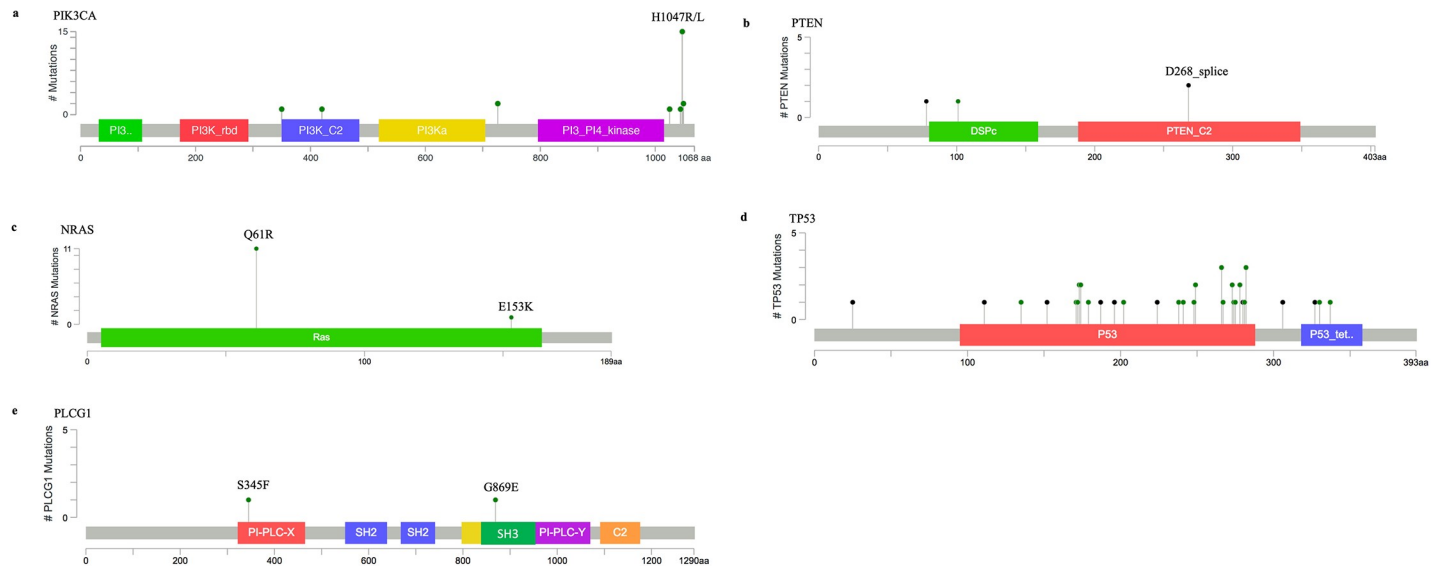 a PIK3CA
# Mutations
15
0
H1047R/L
PI3.. PI3K_rbd PI3K_C2 PI3Ka PI3_PI4_kinase
0 200 400 600 800 1000 1068 aa
b PTEN
# PTEN Mutations
5
0
D268_splice
DSPc PTEN_C2
0 100 200 300 403aa
c NRAS
# NRAS Mutations
11
0
Q61R
E153K
Ras
0 100 189aa
d TP53
# TP53 Mutations
5
0
P53 P53_tet..
0 100 200 300 393aa
e PLCG1
# PLCG1 Mutations
5
0
S345F G869E
PI-PLC-X SH2 SH2 SH3 PI-PLC-Y C2
0 200 400 600 800 1000 1200 1290aa